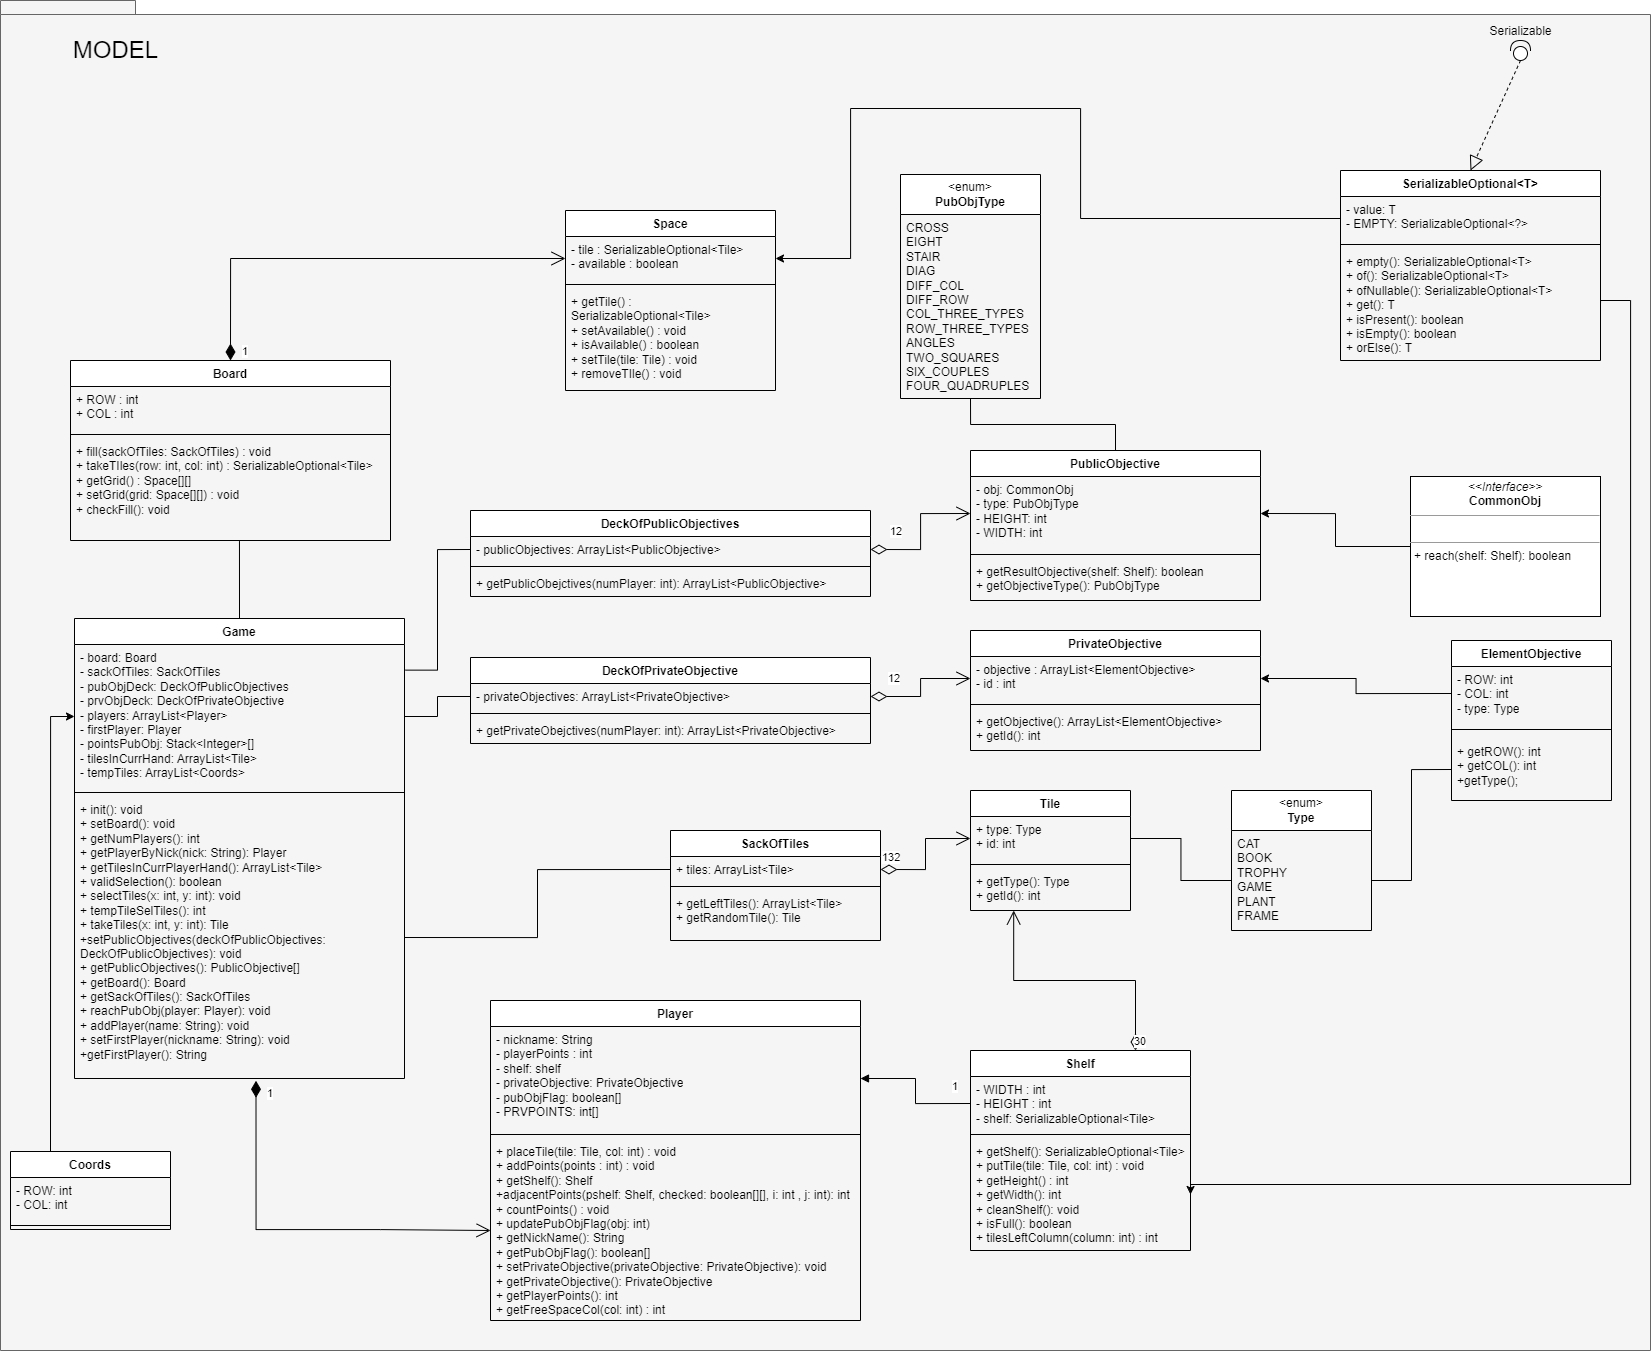 MODEL
Serializable
SerializableOptional<T>
- value: T
- EMPTY: SerializableOptional<?>
+ empty(): SerializableOptional<T>
+ of(): SerializableOptional<T>
+ ofNullable(): SerializableOptional<T>
+ get(): T
+ isPresent(): boolean
+ isEmpty(): boolean
+ orElse(): T
<enum>
PubObjType
CROSS
EIGHT
STAIR
DIAG
DIFF_COL
DIFF_ROW
COL_THREE_TYPES
ROW_THREE_TYPES
ANGLES
TWO_SQUARES
SIX_COUPLES
FOUR_QUADRUPLES
Space
- tile : SerializableOptional<Tile>
- available : boolean
+ getTile() :
SerializableOptional<Tile>
+ setAvailable() : void
+ isAvailable() : boolean
+ setTile(tile: Tile) : void
+ removeTIle() : void
1
Board
+ ROW : int
+ COL : int
+ fill(sackOfTiles: SackOfTiles) : void
+ takeTIles(row: int, col: int) : SerializableOptional<Tile>
+ getGrid() : Space[][]
+ setGrid(grid: Space[][]) : void
+ checkFill(): void
PublicObjective
- obj: CommonObj
- type: PubObjType
- HEIGHT: int
- WIDTH: int
+ getResultObjective(shelf: Shelf): boolean
+ getObjectiveType(): PubObjType
<<Interface>>
CommonObj
+ reach(shelf: Shelf): boolean
DeckOfPublicObjectives
- publicObjectives: ArrayList<PublicObjective>
+ getPublicObejctives(numPlayer: int): ArrayList<PublicObjective>
12
Game
- board: Board
- sackOfTiles: SackOfTiles
- pubObjDeck: DeckOfPublicObjectives
- prvObjDeck: DeckOfPrivateObjective
- players: ArrayList<Player>
- firstPlayer: Player
- pointsPubObj: Stack<Integer>[]
- tilesInCurrHand: ArrayList<Tile>
- tempTiles: ArrayList<Coords>
+ init(): void
+ setBoard(): void
+ getNumPlayers(): int
+ getPlayerByNick(nick: String): Player
+ getTilesInCurrPlayerHand(): ArrayList<Tile>
+ validSelection(): boolean
+ selectTiles(x: int, y: int): void
+ tempTileSelTiles(): int
+ takeTiles(x: int, y: int): Tile
+setPublicObjectives(deckOfPublicObjectives:
DeckOfPublicObjectives): void
+ getPublicObjectives(): PublicObjective[]
+ getBoard(): Board
+ getSackOfTiles(): SackOfTiles
+ reachPubObj(player: Player): void
+ addPlayer(name: String): void
+ setFirstPlayer(nickname: String): void
+getFirstPlayer(): String
1
DeckOfPrivateObjective
- privateObjectives: ArrayList<PrivateObjective>
+ getPrivateObejctives(numPlayer: int): ArrayList<PrivateObjective>
12
PrivateObjective
- objective : ArrayList<ElementObjective>
- id : int
+ getObjective(): ArrayList<ElementObjective>
+ getId(): int
ElementObjective
- ROW: int
- COL: int
- type: Type
+ getROW(): int
+ getCOL(): int
+getType();
SackOfTiles
+ tiles: ArrayList<Tile>
+ getLeftTiles(): ArrayList<Tile>
+ getRandomTile(): Tile
132
Tile
+ type: Type
+ id: int
+ getType(): Type
+ getId(): int
<enum>
Type
CAT
BOOK
TROPHY
GAME
PLANT
FRAME
Player
- nickname: String
- playerPoints : int
- shelf: shelf
- privateObjective: PrivateObjective
- pubObjFlag: boolean[]
- PRVPOINTS: int[]
+ placeTile(tile: Tile, col: int) : void
+ addPoints(points : int) : void
+ getShelf(): Shelf
+adjacentPoints(pshelf: Shelf, checked: boolean[][], i: int , j: int): int
+ countPoints() : void
+ updatePubObjFlag(obj: int)
+ getNickName(): String
+ getPubObjFlag(): boolean[]
+ setPrivateObjective(privateObjective: PrivateObjective): void
+ getPrivateObjective(): PrivateObjective
+ getPlayerPoints(): int
+ getFreeSpaceCol(col: int) : int
30
1
Shelf
- WIDTH : int
- HEIGHT : int
- shelf: SerializableOptional<Tile>
+ getShelf(): SerializableOptional<Tile>
+ putTile(tile: Tile, col: int) : void
+ getHeight() : int
+ getWidth(): int
+ cleanShelf(): void
+ isFull(): boolean
+ tilesLeftColumn(column: int) : int
Coords
- ROW: int
- COL: int